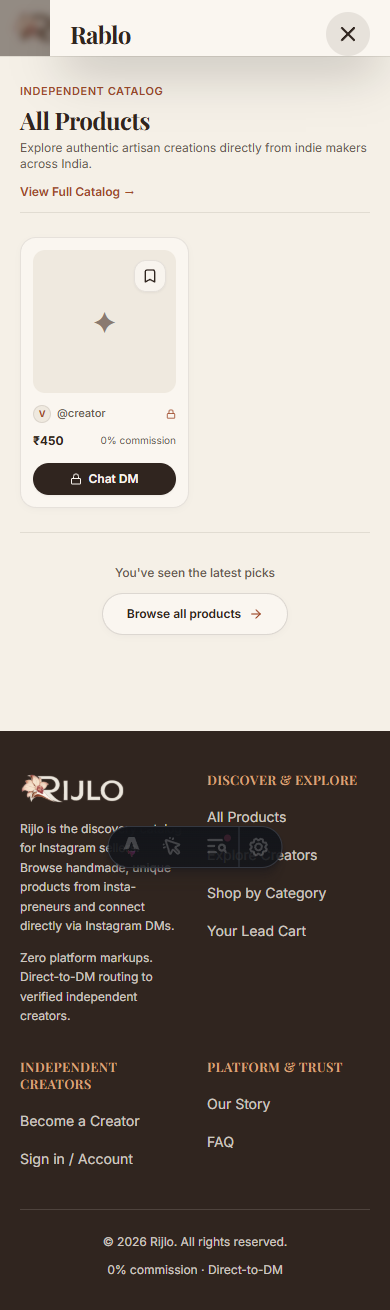 Rablo
INDEPENDENT CATALOG
All Products
Explore authentic artisan creations directly from indie makers
across India.
View Full Catalog →
V @creator
₹450 0% commission
Chat DM
You've seen the latest picks
Browse all products →
RIJLO
Rijlo is the discovery
for Instagram
Browse handmade, unique
products from insta-
preneurs and connect
directly via Instagram DMs.
Zero platform markups.
Direct-to-DM routing to
verified independent
creators.
DISCOVER & EXPLORE
All Products
Explore Creators
Shop by Category
Your Lead Cart
INDEPENDENT
CREATORS
Become a Creator
Sign in / Account
PLATFORM & TRUST
Our Story
FAQ
© 2026 Rijlo. All rights reserved.
0% commission · Direct-to-DM